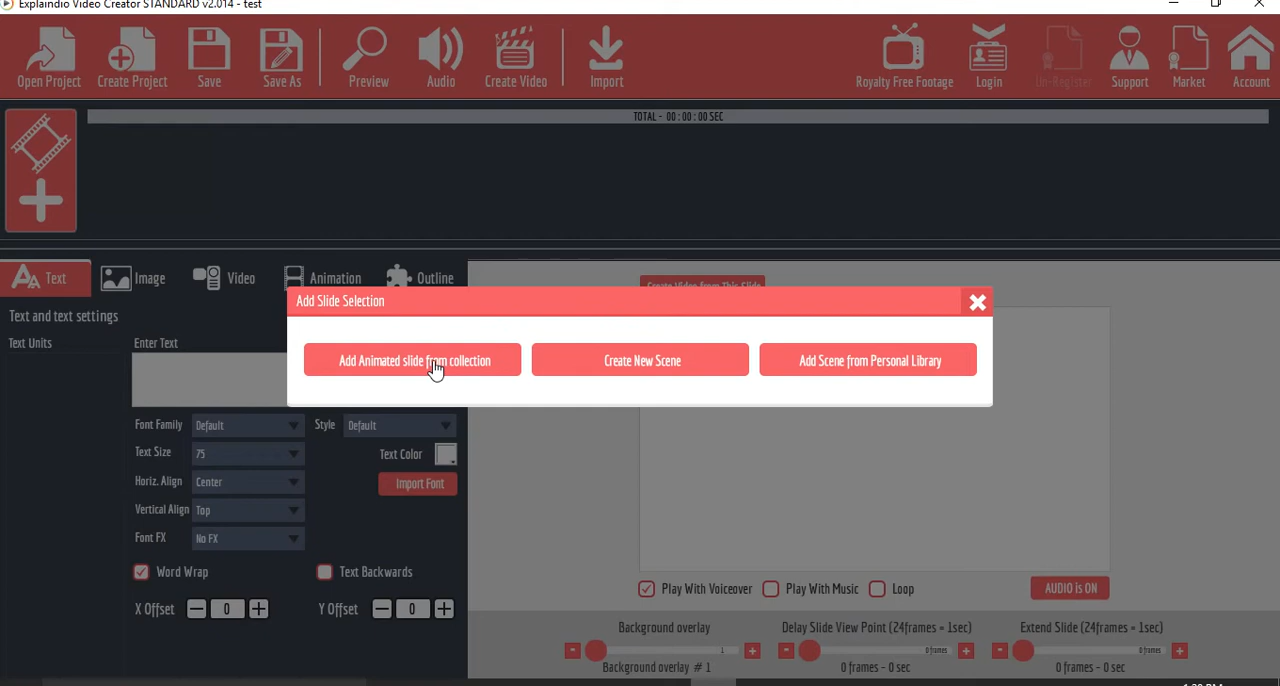 Explaindio Video Creator STANDARD v2.014 - test
Open Project Create Project Save Save As Preview Audio Create Video Import Royalty Free Footage Login Un-Register Support Market Account
TOTAL - 00 : 00 : 00 SEC
Text Image Video Animation Outline
Add Slide Selection
Text and text settings
Text Units Enter Text
Add Animated slide from collection Create New Scene Add Scene from Personal Library
Font Family Default Style Default
Text Size 75 Text Color
Horiz. Align Center Import Font
Vertical Align Top
Font FX No FX
Word Wrap Text Backwards
Play With Voiceover Play With Music Loop AUDIO is ON
X Offset 0 Y Offset 0
Background overlay Delay Slide View Point (24frames = 1sec) Extend Slide (24frames = 1sec)
1 0 frames 0 frames
Background overlay # 1 0 frames - 0 sec 0 frames - 0 sec